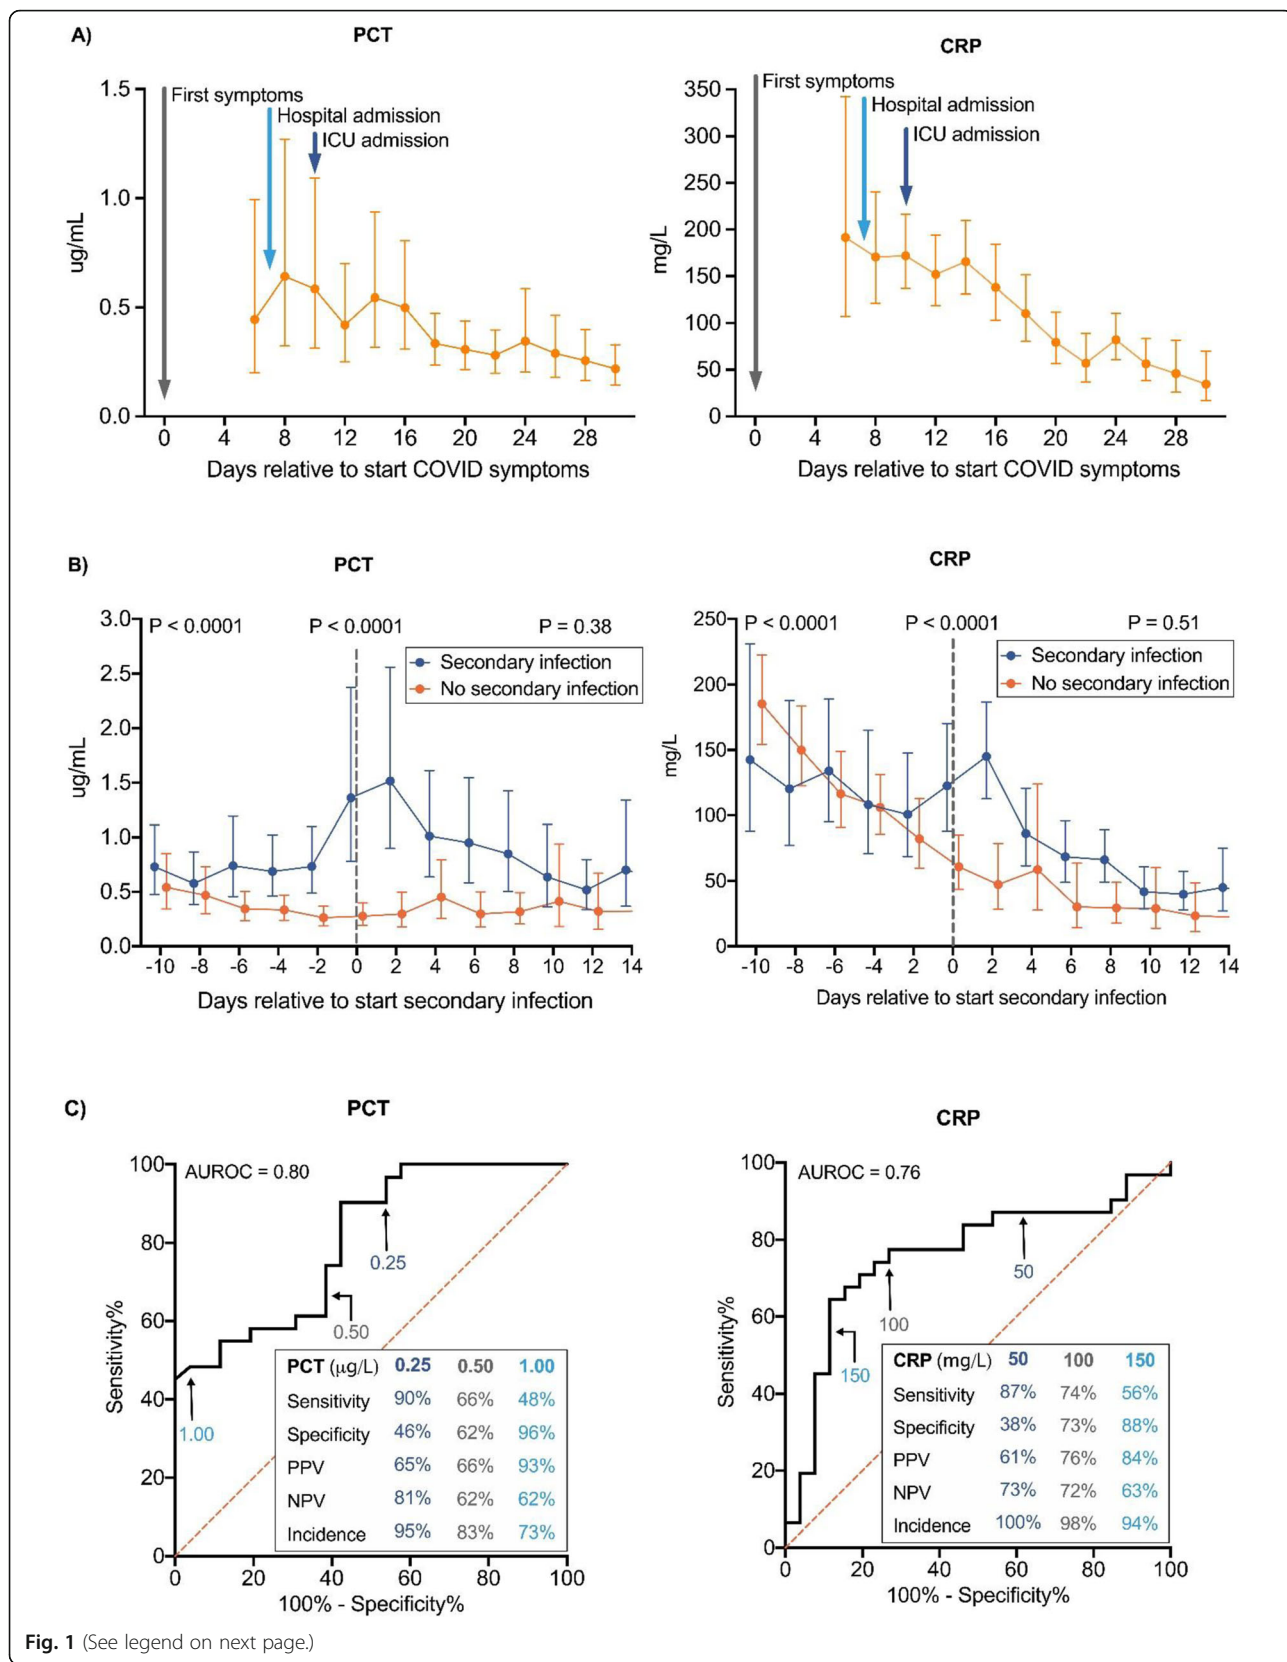 A)
PCT
1.5
1.0
0.5
0.0
ug/mL
First symptoms
Hospital admission
ICU admission
0 4 8 12 16 20 24 28
Days relative to start COVID symptoms
CRP
350
300
250
200
150
100
50
0
mg/L
First symptoms
Hospital admission
ICU admission
0 4 8 12 16 20 24 28
Days relative to start COVID symptoms
B)
PCT
3.0
2.5
2.0
1.5
1.0
0.5
0.0
ug/mL
P < 0.0001 P < 0.0001 P = 0.38
Secondary infection
No secondary infection
-10 -8 -6 -4 -2 0 2 4 6 8 10 12 14
Days relative to start secondary infection
CRP
250
200
150
100
50
0
mg/L
P < 0.0001 P < 0.0001 P = 0.51
Secondary infection
No secondary infection
-10 -8 -6 -4 -2 0 2 4 6 8 10 12 14
Days relative to start secondary infection
C)
PCT
100
80
60
40
20
0
Sensitivity%
AUROC = 0.80
0.25
0.50
1.00
PCT (μg/L) 0.25 0.50 1.00
Sensitivity 90% 66% 48%
Specificity 46% 62% 96%
PPV 65% 66% 93%
NPV 81% 62% 62%
Incidence 95% 83% 73%
0 20 40 60 80 100
100% - Specificity%
CRP
100
80
60
40
20
0
Sensitivity%
AUROC = 0.76
50
100
150
CRP (mg/L) 50 100 150
Sensitivity 87% 74% 56%
Specificity 38% 73% 88%
PPV 61% 76% 84%
NPV 73% 72% 63%
Incidence 100% 98% 94%
0 20 40 60 80 100
100% - Specificity%
Fig. 1 (See legend on next page.)